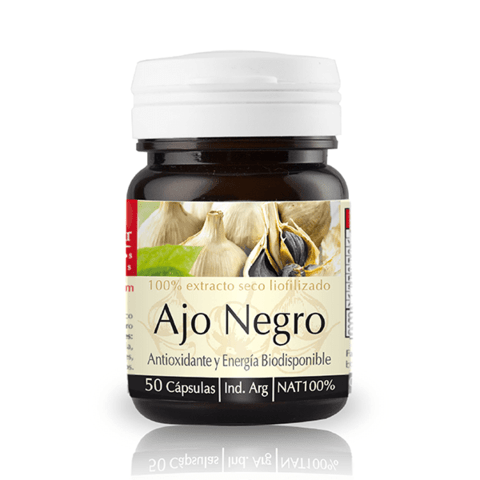 100% extracto seco liofilizado
Ajo Negro
Antioxidante y Energía Biodisponible
50 Cápsulas | Ind. Arg | NAT100%